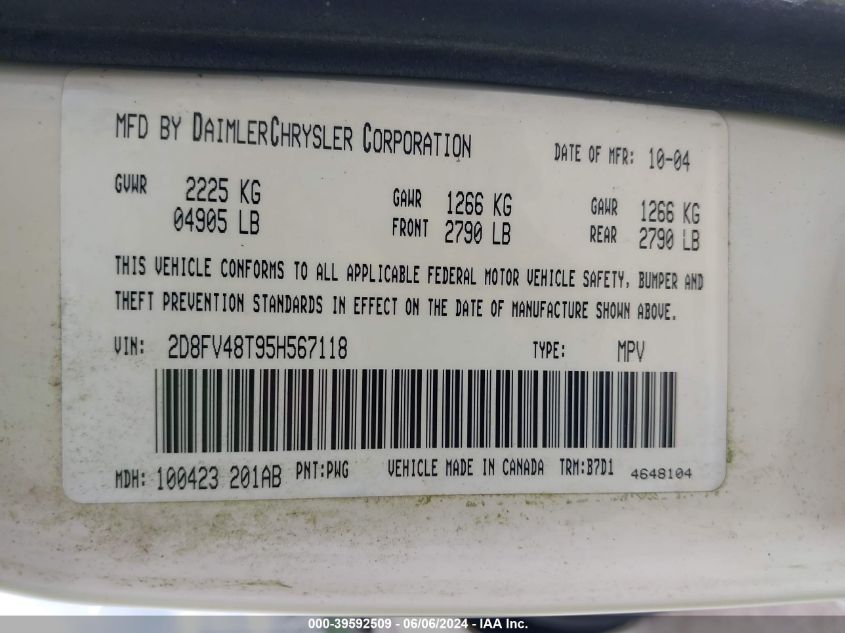 MFD BY DAIMLERCHRYSLER CORPORATION DATE OF MFR: 10-04
GVWR 2225 KG GAWR 1266 KG GAWR 1266 KG
04905 LB FRONT 2790 LB REAR 2790 LB
THIS VEHICLE CONFORMS TO ALL APPLICABLE FEDERAL MOTOR VEHICLE SAFETY, BUMPER AND
THEFT PREVENTION STANDARDS IN EFFECT ON THE DATE OF MANUFACTURE SHOWN ABOVE.
VIN: 2D8FV48T95H567118 TYPE: MPV
MDH: 100423 201AB PNT:PWG VEHICLE MADE IN CANADA TRM:B7D1 4648104
000-39592509 - 06/06/2024 - IAA Inc.